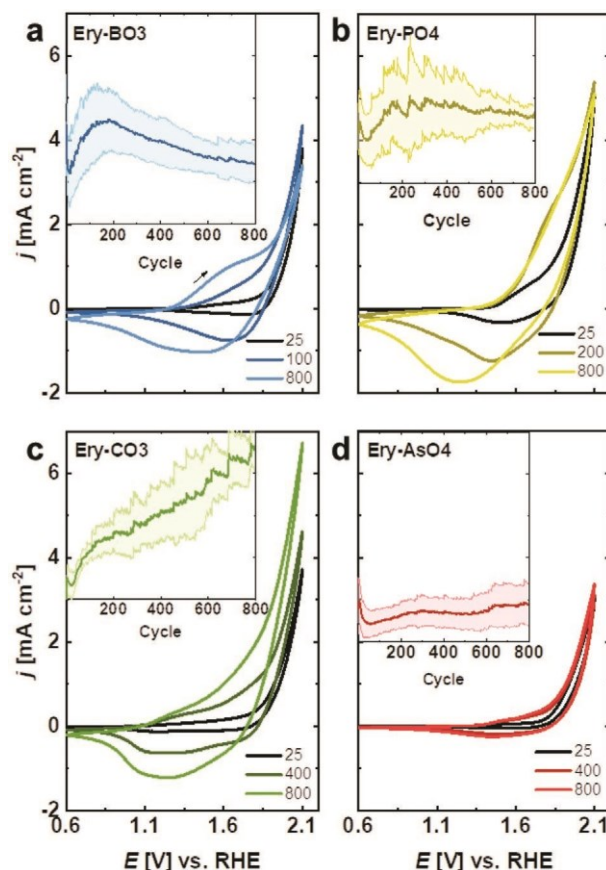 a Ery-BO3
6
4
2
0
-2
j [mA cm-2]
200 400 600 800
Cycle
25
100
800
b Ery-PO4
200 400 600 800
Cycle
25
200
800
c Ery-CO3
6
4
2
0
-2
j [mA cm-2]
200 400 600 800
Cycle
25
400
800
0.6 1.1 1.6 2.1
E [V] vs. RHE
d Ery-AsO4
200 400 600 800
Cycle
25
400
800
0.6 1.1 1.6 2.1
E [V] vs. RHE